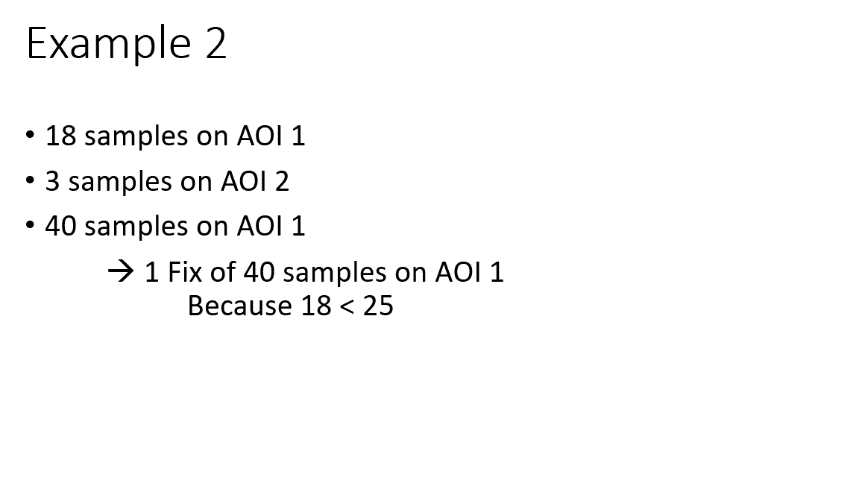 Example 2
• 18 samples on AOI 1
• 3 samples on AOI 2
• 40 samples on AOI 1
→ 1 Fix of 40 samples on AOI 1
Because 18 < 25